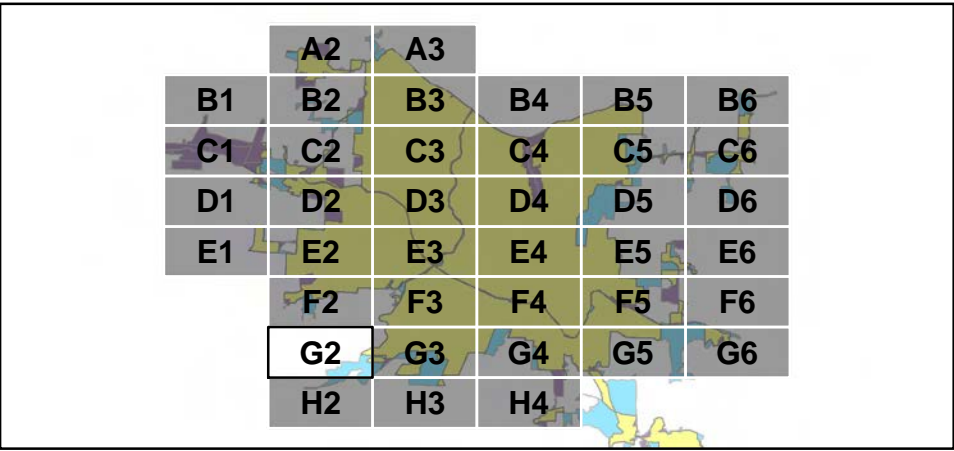 A2 A3
B1 B2 B3 B4 B5 B6
C1 C2 C3 C4 C5 C6
D1 D2 D3 D4 D5 D6
E1 E2 E3 E4 E5 E6
F2 F3 F4 F5 F6
G2 G3 G4 G5 G6
H2 H3 H4